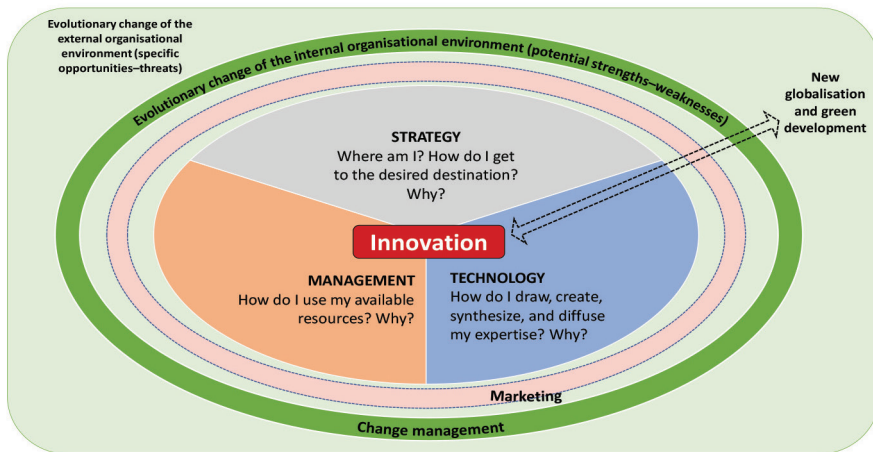 Evolutionary change of the
external organisational
environment (specific
opportunities–threats)
Evolutionary change of the internal organisational environment (potential strengths–weaknesses)
New
globalisation
and green
development
STRATEGY
Where am I? How do I get
to the desired destination?
Why?
Innovation
MANAGEMENT
How do I use my available
resources? Why?
TECHNOLOGY
How do I draw, create,
synthesize, and diffuse
my expertise? Why?
Marketing
Change management